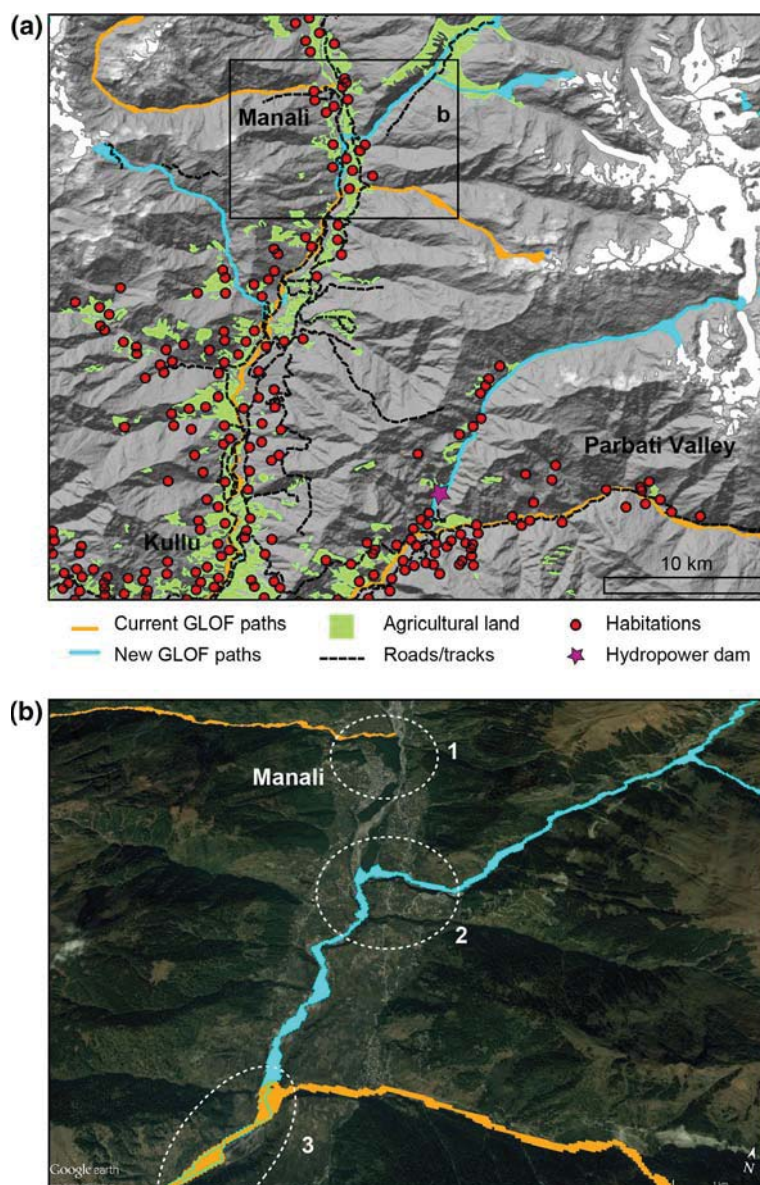 (a)
Manali
b
Parbati Valley
Kullu
10 km
Current GLOF paths
Agricultural land
Habitations
New GLOF paths
Roads/tracks
Hydropower dam
(b)
1
Manali
2
3
Google earth
N